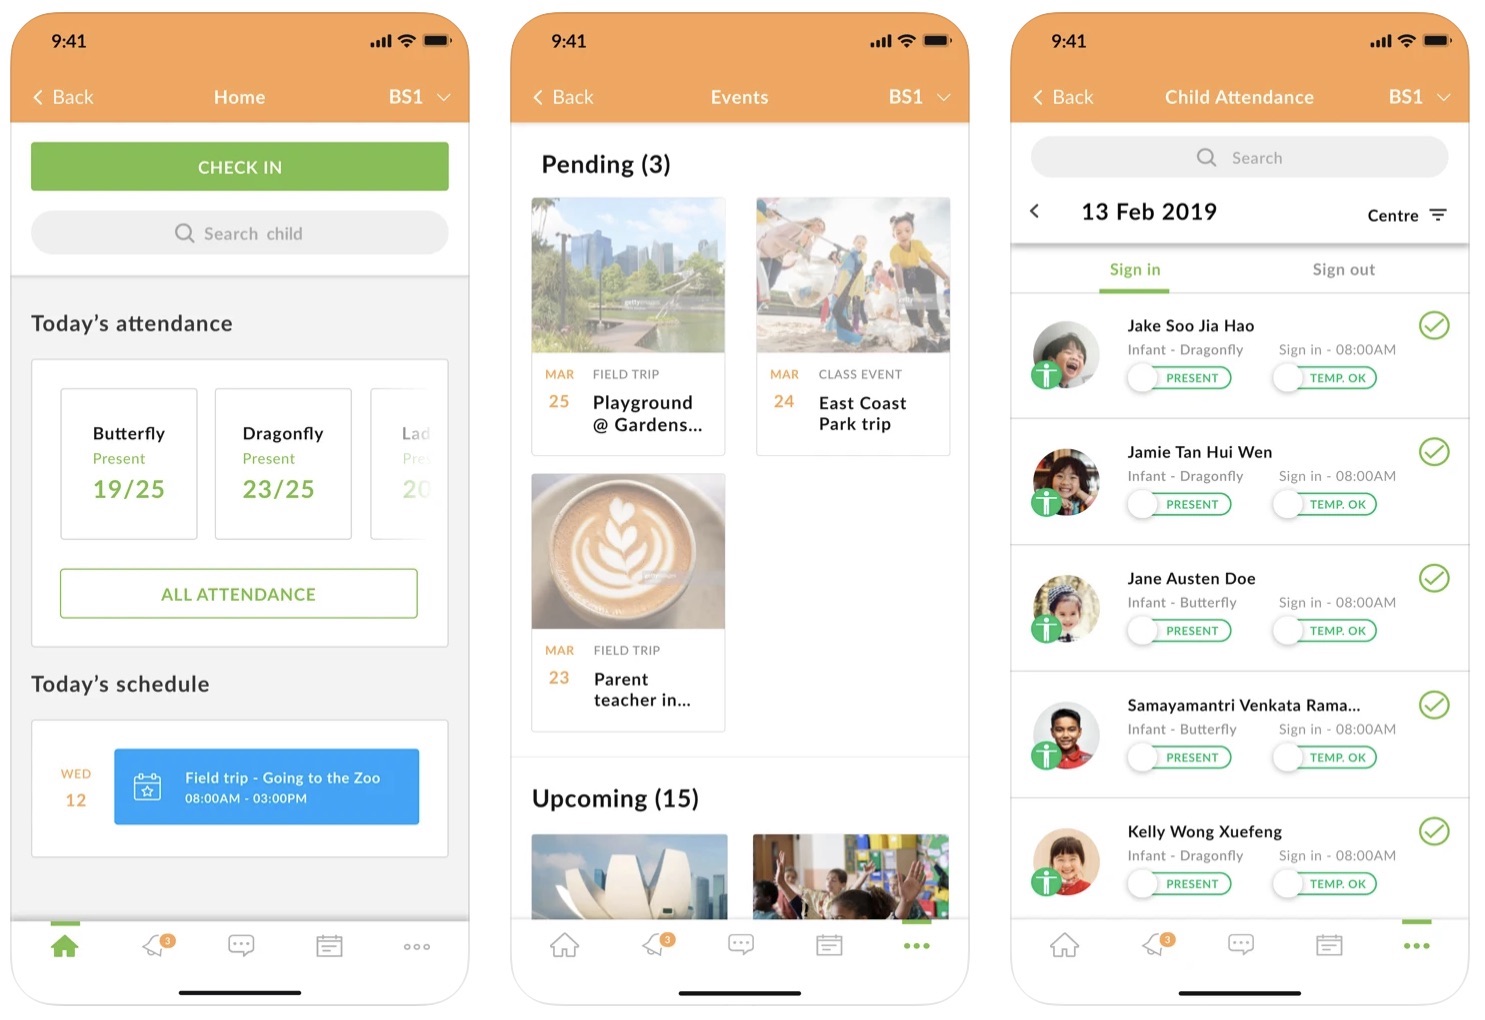 9:41
Back
Home
BS1
CHECK IN
Search child
Today's attendance
Butterfly
Present
19/25
Dragonfly
Present
23/25
Lad
Pre
20
ALL ATTENDANCE
Today's schedule
WED
12
Field trip - Going to the Zoo
08:00AM - 03:00PM
3
9:41
Back
Events
BS1
Pending (3)
MAR
25
FIELD TRIP
Playground
@ Gardens...
MAR
24
CLASS EVENT
East Coast
Park trip
MAR
23
FIELD TRIP
Parent
teacher in...
Upcoming (15)
3
9:41
Back
Child Attendance
BS1
Search
13 Feb 2019
Centre
Sign in
Sign out
Jake Soo Jia Hao
Infant - Dragonfly
Sign in - 08:00AM
PRESENT
TEMP. OK
Jamie Tan Hui Wen
Infant - Dragonfly
Sign in - 08:00AM
PRESENT
TEMP. OK
Jane Austen Doe
Infant - Butterfly
Sign in - 08:00AM
PRESENT
TEMP. OK
Samayamantri Venkata Rama...
Infant - Butterfly
Sign in - 08:00AM
PRESENT
TEMP. OK
Kelly Wong Xuefeng
Infant - Dragonfly
Sign in - 08:00AM
PRESENT
TEMP. OK
3